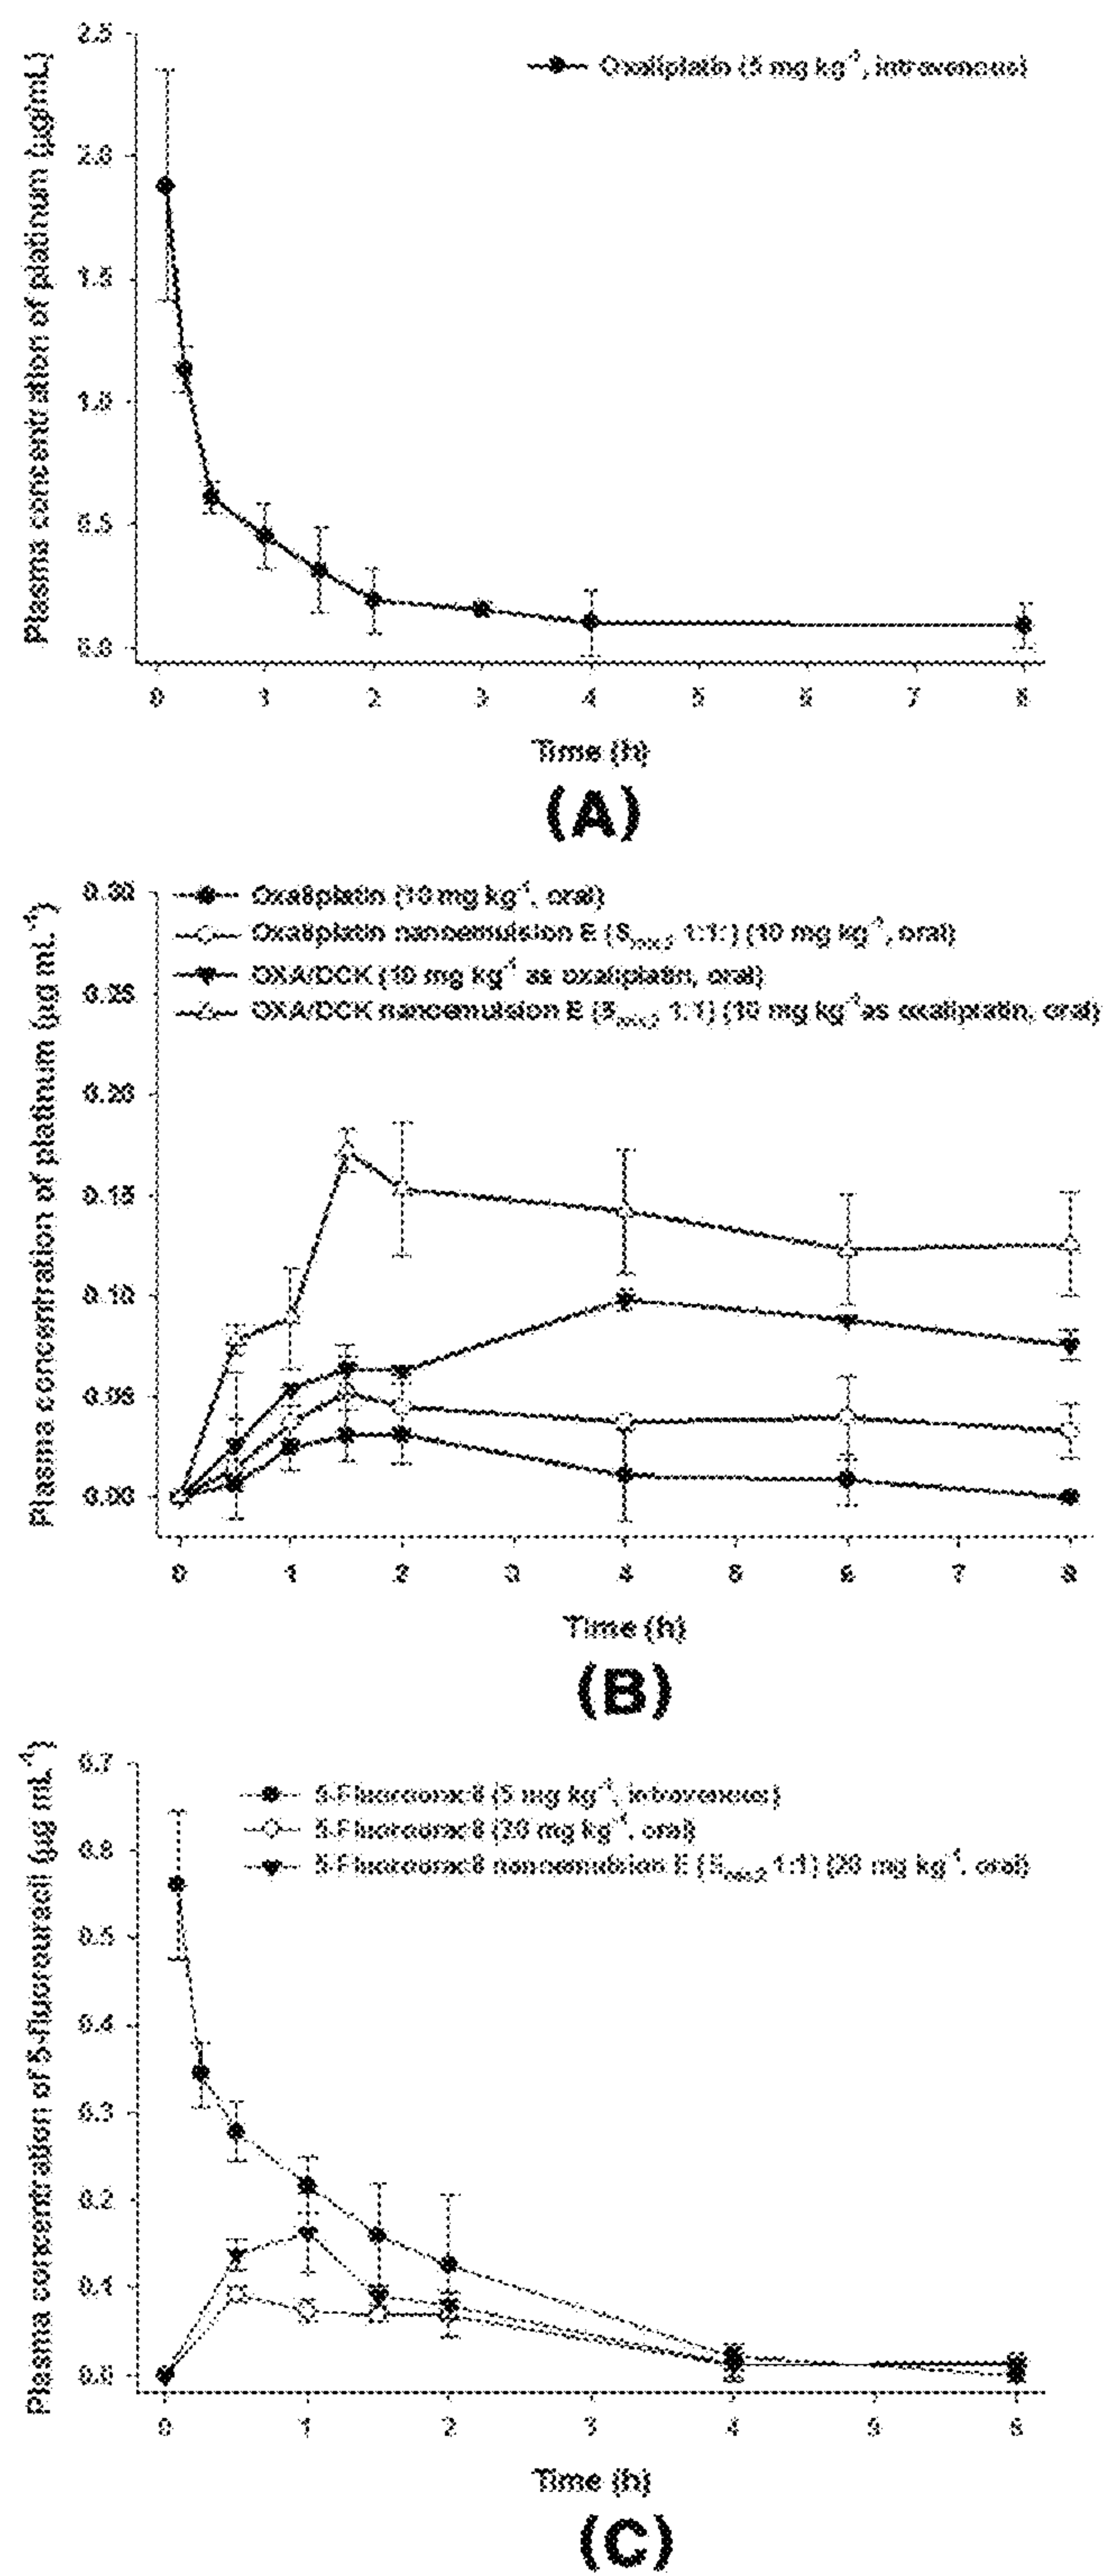 Plasma concentration of platinum (µg/mL)
2.5
2.0
1.5
1.0
0.5
0.0
Oxaliplatin (5 mg kg-1, intravenous)
0 1 2 3 4 5 6 7 8
Time (h)
(A)
Plasma concentration of platinum (µg mL-1)
0.30
0.25
0.20
0.15
0.10
0.05
0.00
Oxaliplatin (10 mg kg-1, oral)
Oxaliplatin nanoemulsion E (Smix2 1:1:) (10 mg kg-1, oral)
OXA/DCK (10 mg kg-1 as oxaliplatin, oral)
OXA/DCK nanoemulsion E (Smix2 1:1) (10 mg kg-1 as oxaliplatin, oral)
0 1 2 3 4 5 6 7 8
Time (h)
(B)
Plasma concentration of 5-fluorouracil (µg mL-1)
0.7
0.6
0.5
0.4
0.3
0.2
0.1
0.0
5-Fluorouracil (5 mg kg-1, intravenous)
5-Fluorouracil (20 mg kg-1, oral)
5-Fluorouracil nanoemulsion E (Smix2 1:1) (20 mg kg-1, oral)
0 1 2 3 4 5 6
Time (h)
(C)